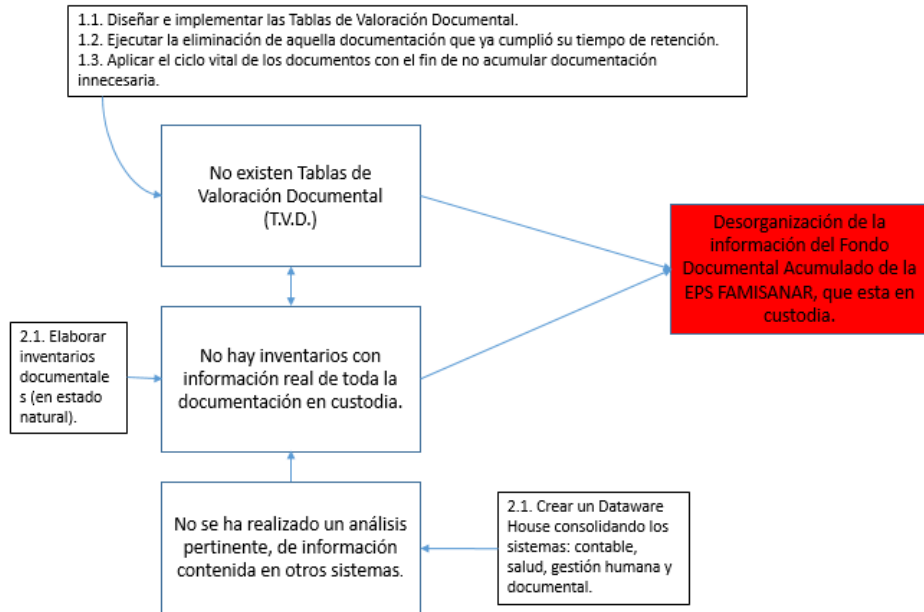 1.1. Diseñar e implementar las Tablas de Valoración Documental.
1.2. Ejecutar la eliminación de aquella documentación que ya cumplió su tiempo de retención.
1.3. Aplicar el ciclo vital de los documentos con el fin de no acumular documentación
innecesaria.
No existen Tablas de
Valoración Documental
(T.V.D.)
Desorganización de la
información del Fondo
Documental Acumulado de la
EPS FAMISANAR, que esta en
custodia.
2.1. Elaborar
inventarios
documentale
s (en estado
natural).
No hay inventarios con
información real de toda la
documentación en custodia.
No se ha realizado un análisis
pertinente, de información
contenida en otros sistemas.
2.1. Crear un Dataware
House consolidando los
sistemas: contable,
salud, gestión humana y
documental.